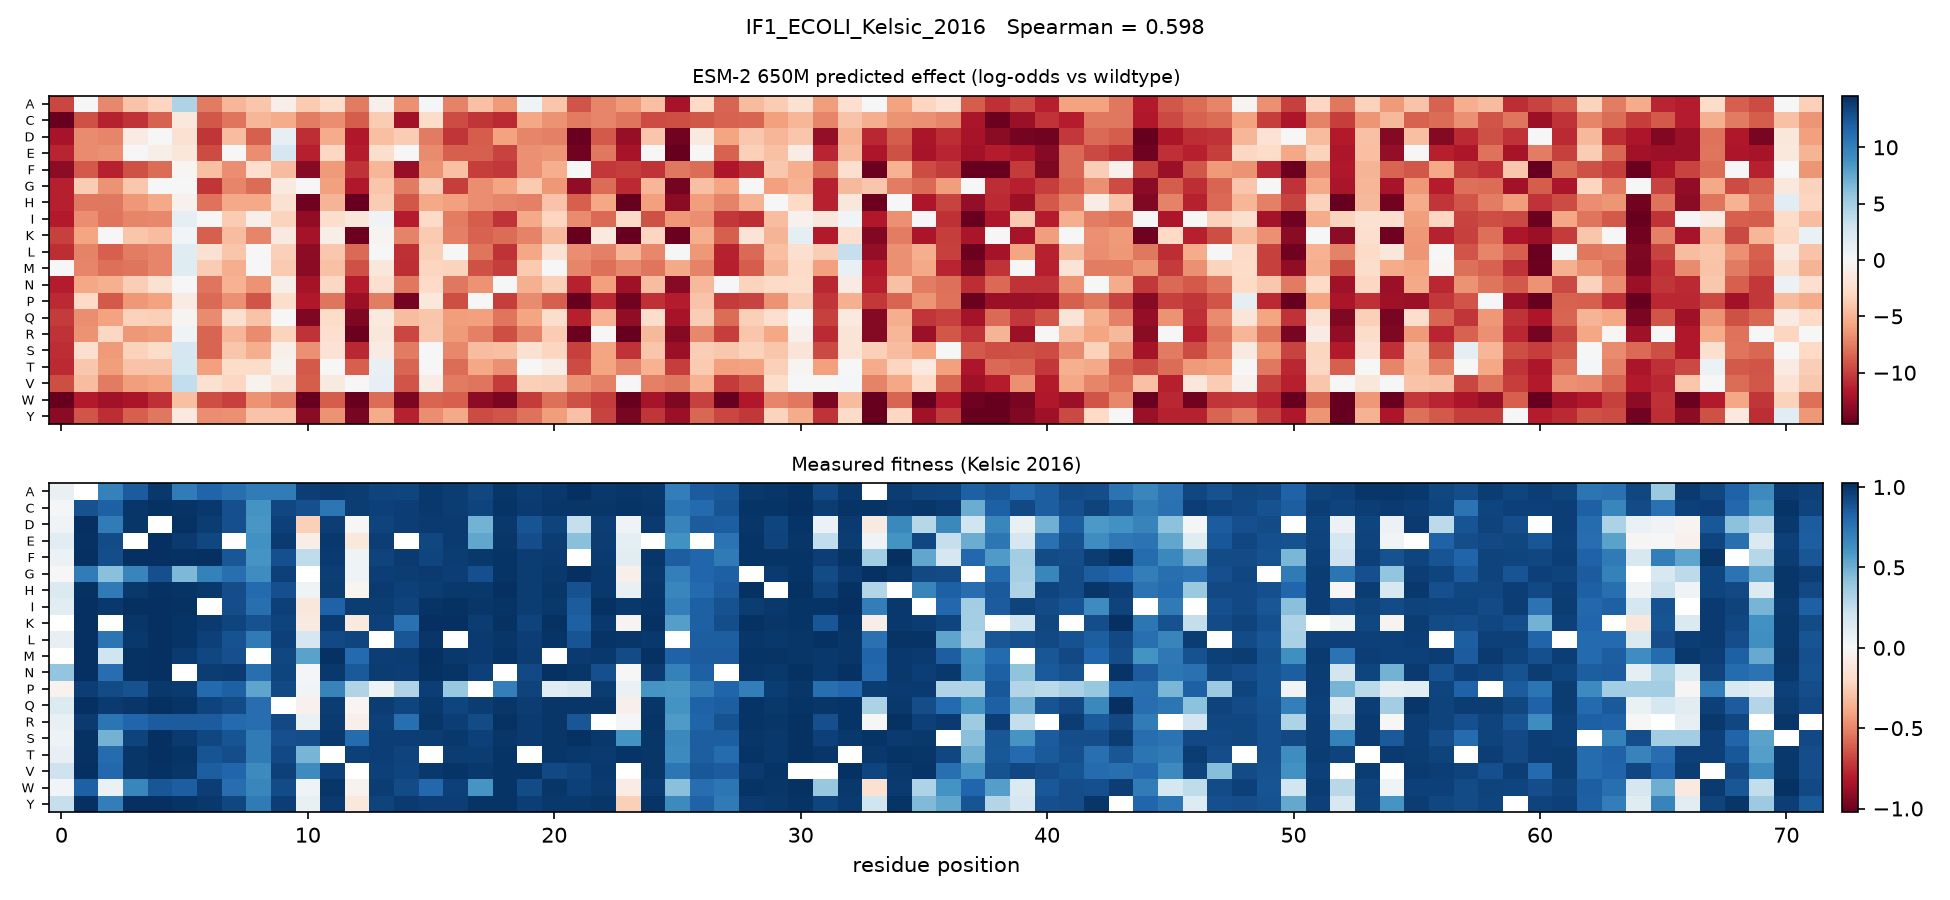 IF1_ECOLI_Kelsic_2016   Spearman = 0.598
ESM-2 650M predicted effect (log-odds vs wildtype)
A
C
D
E
F
G
H
I
K
L
M
N
P
Q
R
S
T
V
W
Y
10
5
0
−5
−10
Measured fitness (Kelsic 2016)
A
C
D
E
F
G
H
I
K
L
M
N
P
Q
R
S
T
V
W
Y
1.0
0.5
0.0
−0.5
−1.0
0 10 20 30 40 50 60 70
residue position